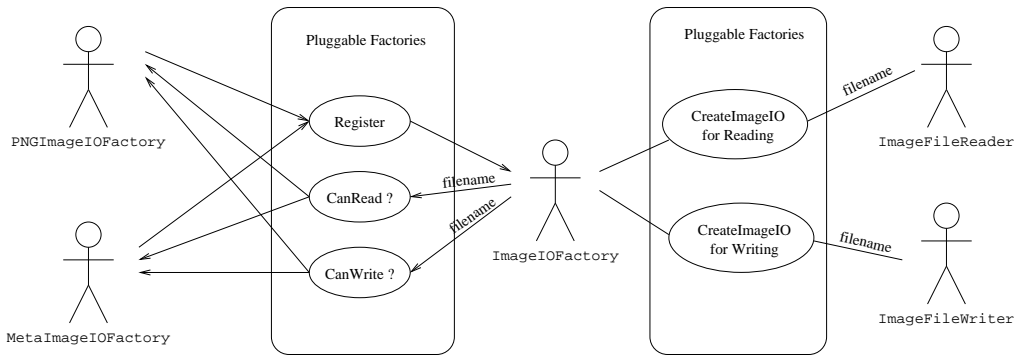 Pluggable Factories
Register
CanRead ?
CanWrite ?
PNGImageIOFactory
MetaImageIOFactory
filename
filename
ImageIOFactory
Pluggable Factories
CreateImageIO
for Reading
CreateImageIO
for Writing
filename
filename
ImageFileReader
ImageFileWriter